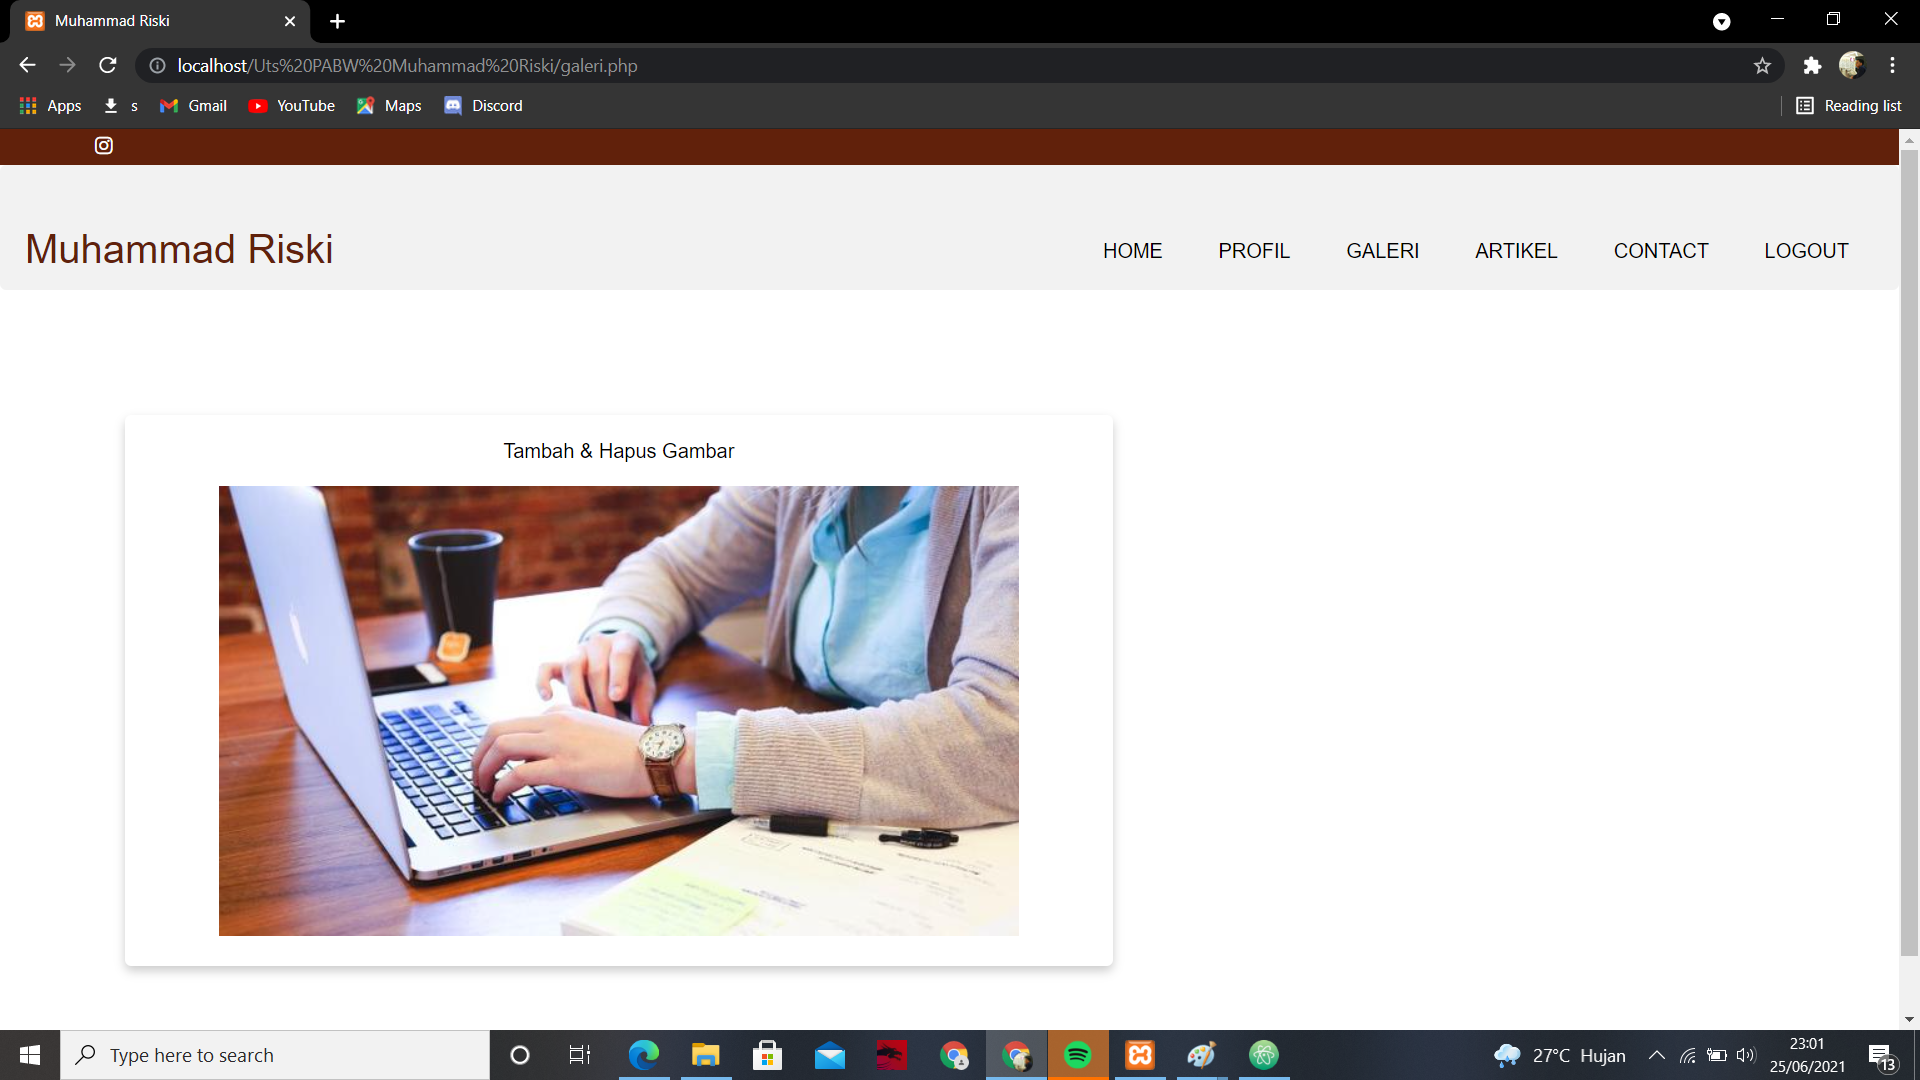 Muhammad Riski
localhost/Uts%20PABW%20Muhammad%20Riski/galeri.php
Apps s Gmail YouTube Maps Discord Reading list
Muhammad Riski
HOME PROFIL GALERI ARTIKEL CONTACT LOGOUT
Tambah & Hapus Gambar
Type here to search
27°C Hujan
23:01
25/06/2021
13